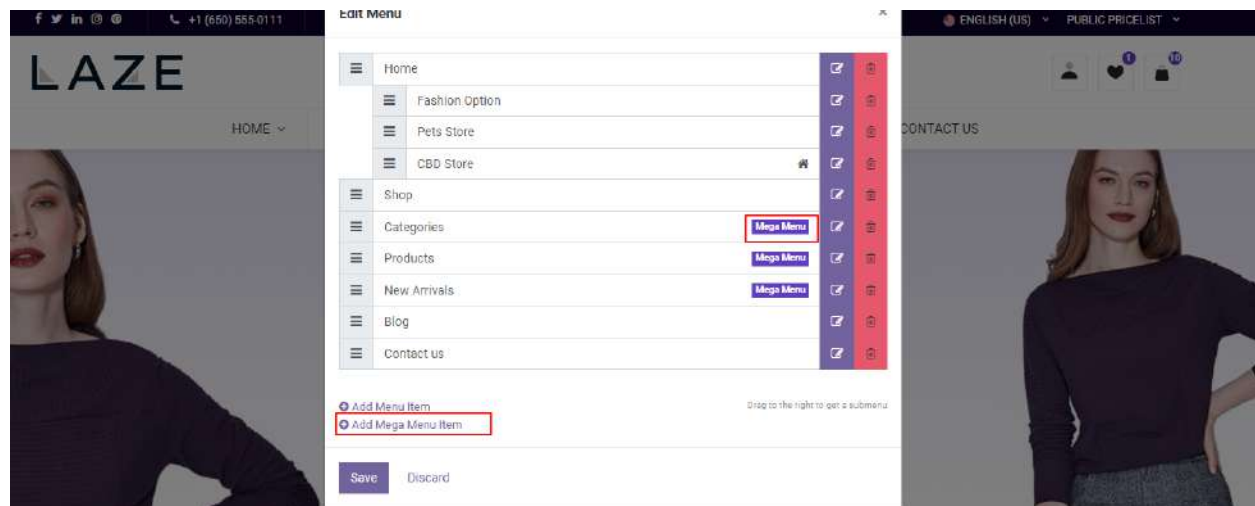 +1 (650) 555-0111
Edit Menu
ENGLISH (US)
PUBLIC PRICELIST
LAZE
1
10
HOME
CONTACT US
Home
Fashion Option
Pets Store
CBD Store
Shop
Categories
Mega Menu
Products
Mega Menu
New Arrivals
Mega Menu
Blog
Contact us
Add Menu Item
Drag to the right to get a submenu
Add Mega Menu Item
Save
Discard